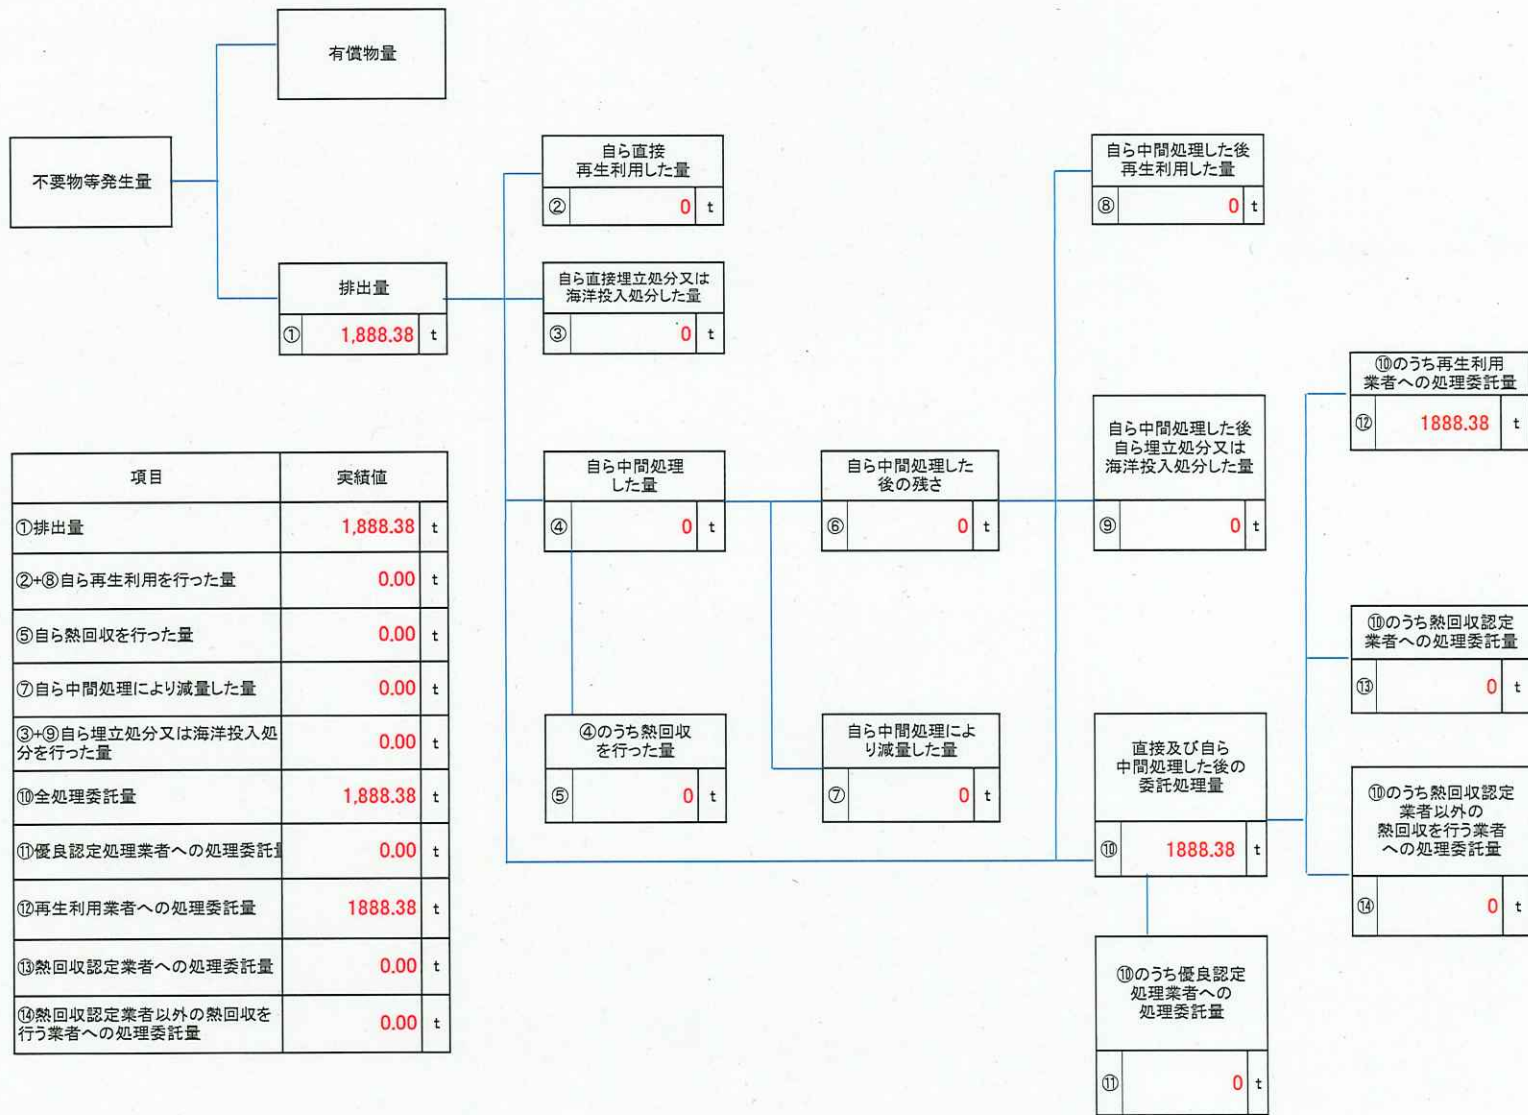 有償物量
不要物等発生量
排出量
① 1,888.38 t
自ら直接
再生利用した量
② 0 t
自ら直接埋立処分又は
海洋投入処分した量
③ 0 t
自ら中間処理
した量
④ 0 t
④のうち熱回収
を行った量
⑤ 0 t
自ら中間処理した
後の残さ
⑥ 0 t
自ら中間処理によ
り減量した量
⑦ 0 t
自ら中間処理した後
再生利用した量
⑧ 0 t
自ら中間処理した後
自ら埋立処分又は
海洋投入処分した量
⑨ 0 t
直接及び自ら
中間処理した後の
委託処理量
⑩ 1888.38 t
⑩のうち優良認定
処理業者への
処理委託量
⑪ 0 t
⑩のうち再生利用
業者への処理委託量
⑫ 1888.38 t
⑩のうち熱回収認定
業者への処理委託量
⑬ 0 t
⑩のうち熱回収認定
業者以外の
熱回収を行う業者
への処理委託量
⑭ 0 t
項目 実績値
①排出量 1,888.38 t
②+⑧自ら再生利用を行った量 0.00 t
⑤自ら熱回収を行った量 0.00 t
⑦自ら中間処理により減量した量 0.00 t
③+⑨自ら埋立処分又は海洋投入処
分を行った量 0.00 t
⑩全処理委託量 1,888.38 t
⑪優良認定処理業者への処理委託 0.00 t
⑫再生利用業者への処理委託量 1888.38 t
⑬熱回収認定業者への処理委託量 0.00 t
⑭熱回収認定業者以外の熱回収を
行う業者への処理委託量 0.00 t